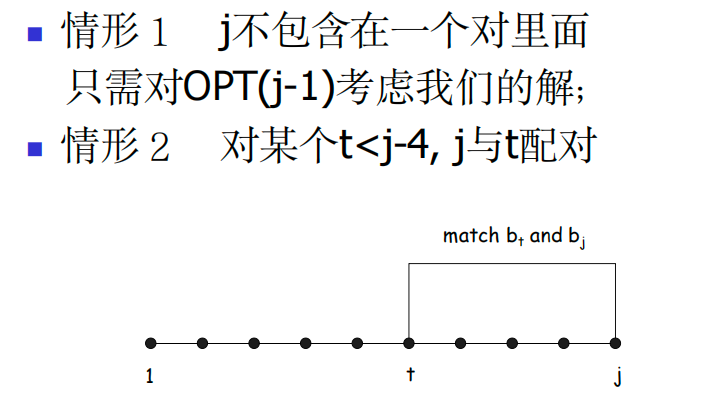 情形1 j不包含在一个对里面
只需对OPT(j-1)考虑我们的解;
情形2 对某个t<j-4, j与t配对
match bt and bj
1 t j